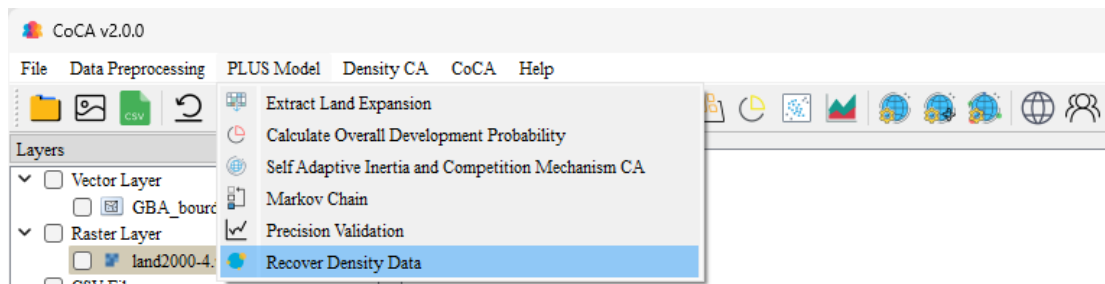 CoCA v2.0.0
File Data Preprocessing PLUS Model Density CA CoCA Help
CSV
Layers
Vector Layer
GBA_bourd
Raster Layer
land2000-4.
Extract Land Expansion
Calculate Overall Development Probability
Self Adaptive Inertia and Competition Mechanism CA
Markov Chain
Precision Validation
Recover Density Data